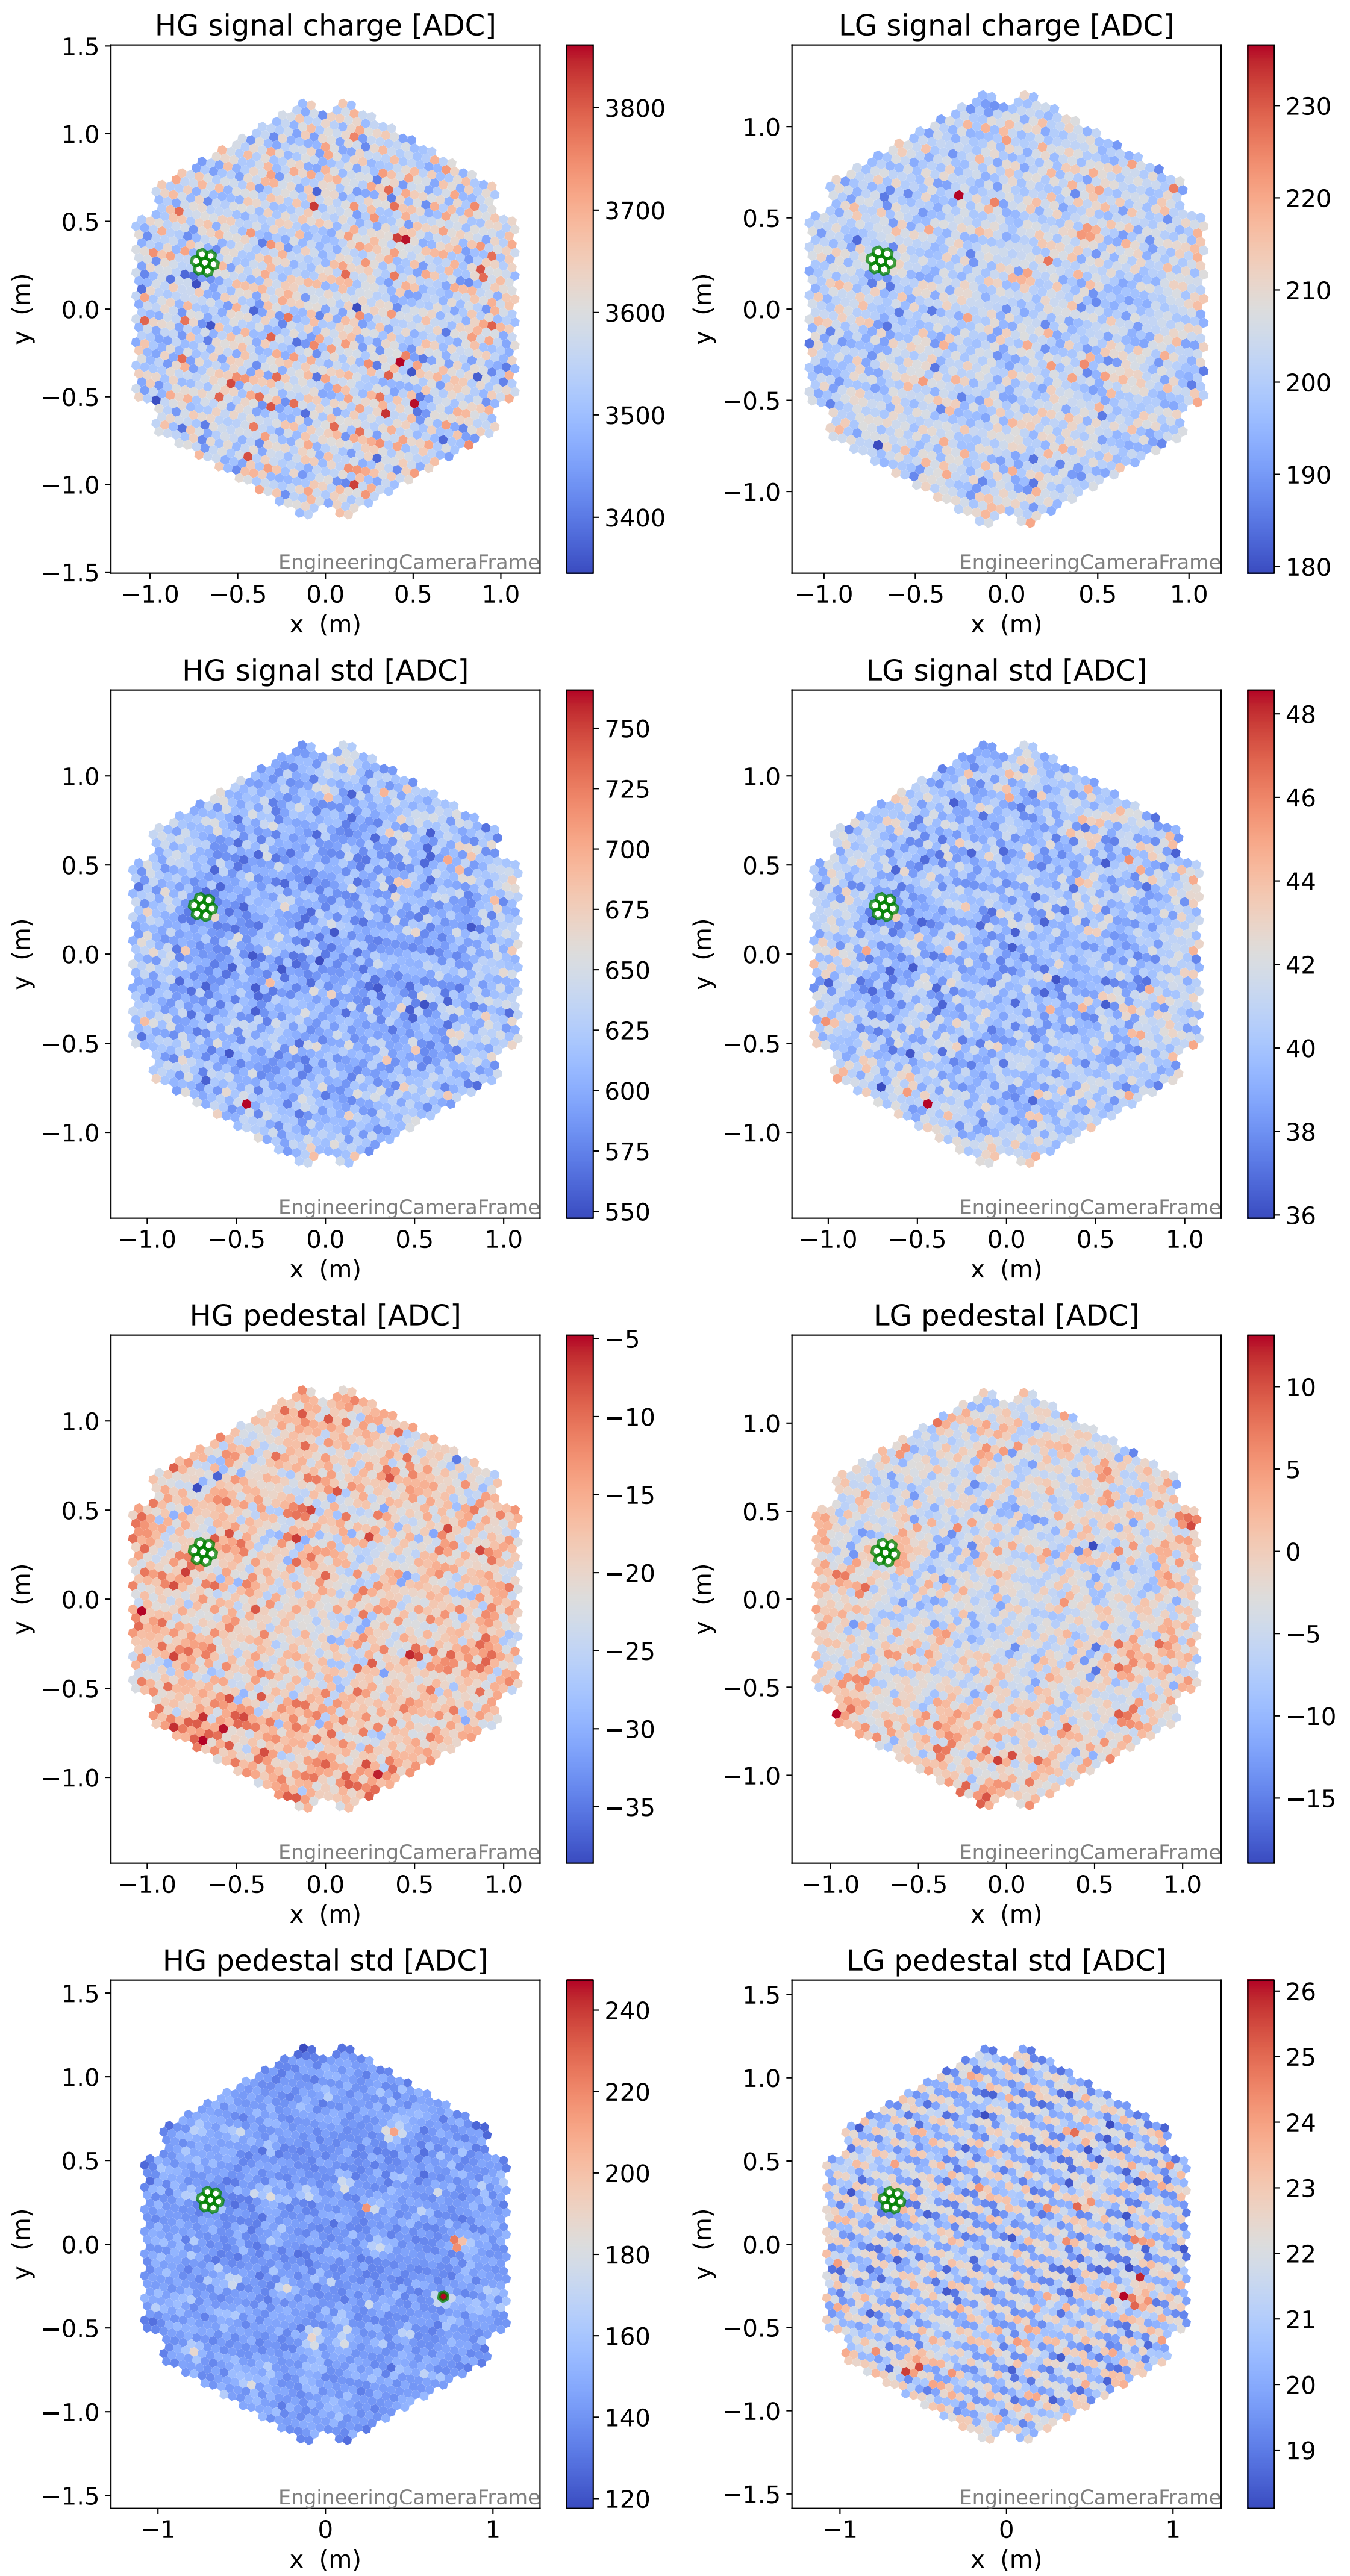 HG signal charge [ADC]
1.5
1.0
0.5
0.0
−0.5
−1.0
−1.5
y (m)
−1.0 −0.5 0.0 0.5 1.0
x (m)
EngineeringCameraFrame
3800
3700
3600
3500
3400
LG signal charge [ADC]
1.0
0.5
0.0
−0.5
−1.0
y (m)
−1.0 −0.5 0.0 0.5 1.0
x (m)
EngineeringCameraFrame
230
220
210
200
190
180
HG signal std [ADC]
1.0
0.5
0.0
−0.5
−1.0
y (m)
−1.0 −0.5 0.0 0.5 1.0
x (m)
EngineeringCameraFrame
750
725
700
675
650
625
600
575
550
LG signal std [ADC]
1.0
0.5
0.0
−0.5
−1.0
y (m)
−1.0 −0.5 0.0 0.5 1.0
x (m)
EngineeringCameraFrame
48
46
44
42
40
38
36
HG pedestal [ADC]
1.0
0.5
0.0
−0.5
−1.0
y (m)
−1.0 −0.5 0.0 0.5 1.0
x (m)
EngineeringCameraFrame
−5
−10
−15
−20
−25
−30
−35
LG pedestal [ADC]
1.0
0.5
0.0
−0.5
−1.0
y (m)
−1.0 −0.5 0.0 0.5 1.0
x (m)
EngineeringCameraFrame
10
5
0
−5
−10
−15
HG pedestal std [ADC]
1.5
1.0
0.5
0.0
−0.5
−1.0
−1.5
y (m)
−1 0 1
x (m)
EngineeringCameraFrame
240
220
200
180
160
140
120
LG pedestal std [ADC]
1.5
1.0
0.5
0.0
−0.5
−1.0
−1.5
y (m)
−1 0 1
x (m)
EngineeringCameraFrame
26
25
24
23
22
21
20
19